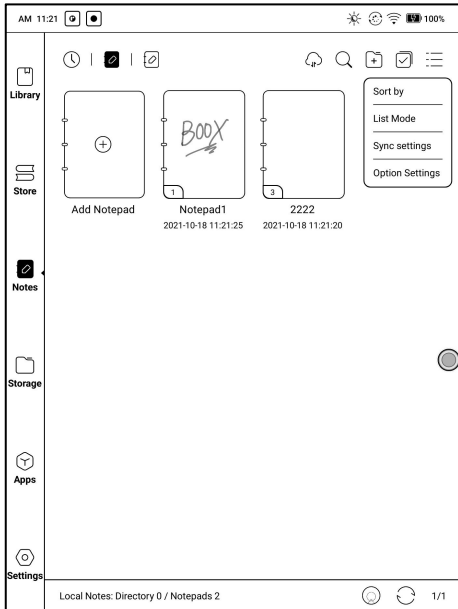 AM 11:21
100%
Library
Store
Notes
Storage
Apps
Settings
Sort by
List Mode
Sync settings
Option Settings
Add Notepad
BOOX
1
Notepad1
2021-10-18 11:21:25
3
2222
2021-10-18 11:21:20
Local Notes: Directory 0 / Notepads 2
1/1